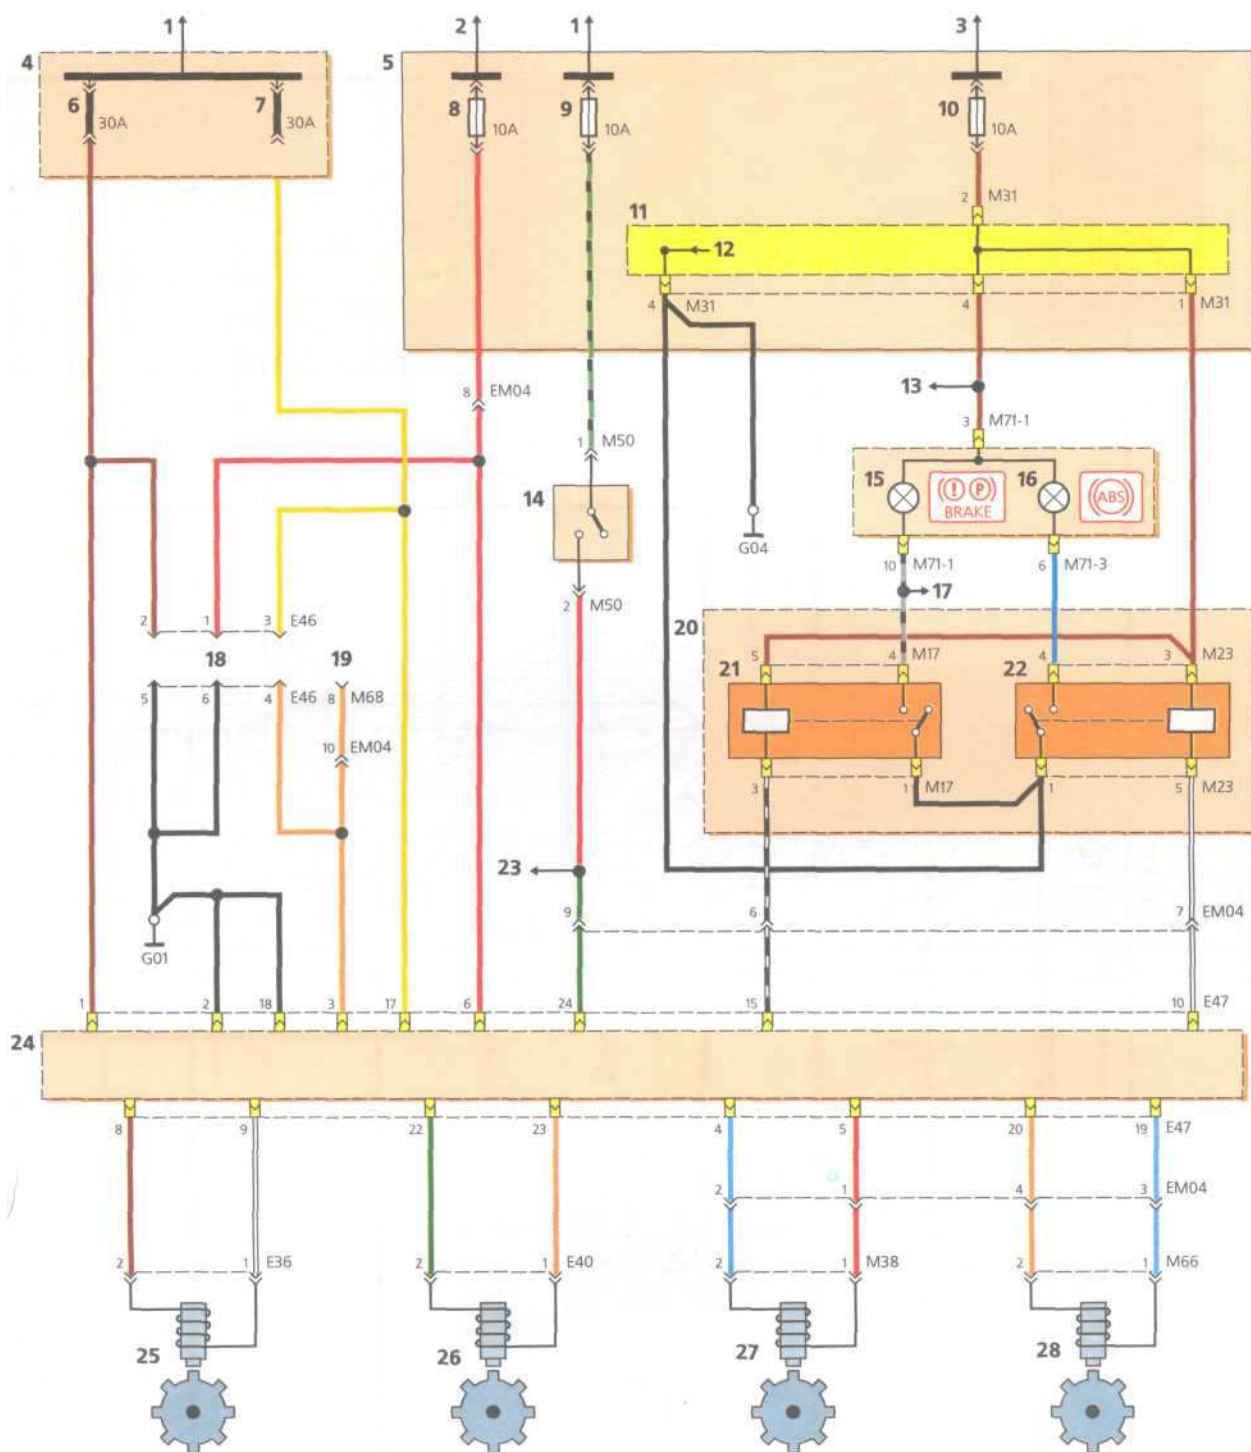 1 2 1 3
4 5
6 7 8 9 10
30A 30A 10A 10A 10A
2 M31
11
12
4 M31 4 1 M31
13
8 EM04
3 M71-1
1 M50
14 15 16
(!) (P) BRAKE
(ABS)
G04
10 M71-1 6 M71-3
2 M50
17
2 1 3 E46
20
18 19
5 4 M17 4 3 M23
21 22
5 6 4 E46 8 M68
10 EM04
3 1 M17 1 5 M23
23
9 6 7 EM04
G01
1 2 18 3 17 6 24 15 10 E47
24
8 9 22 23 4 5 20 19 E47
2 1 4 3 EM04
2 1 E36 2 1 E40 2 1 M38 2 1 M66
25 26 27 28